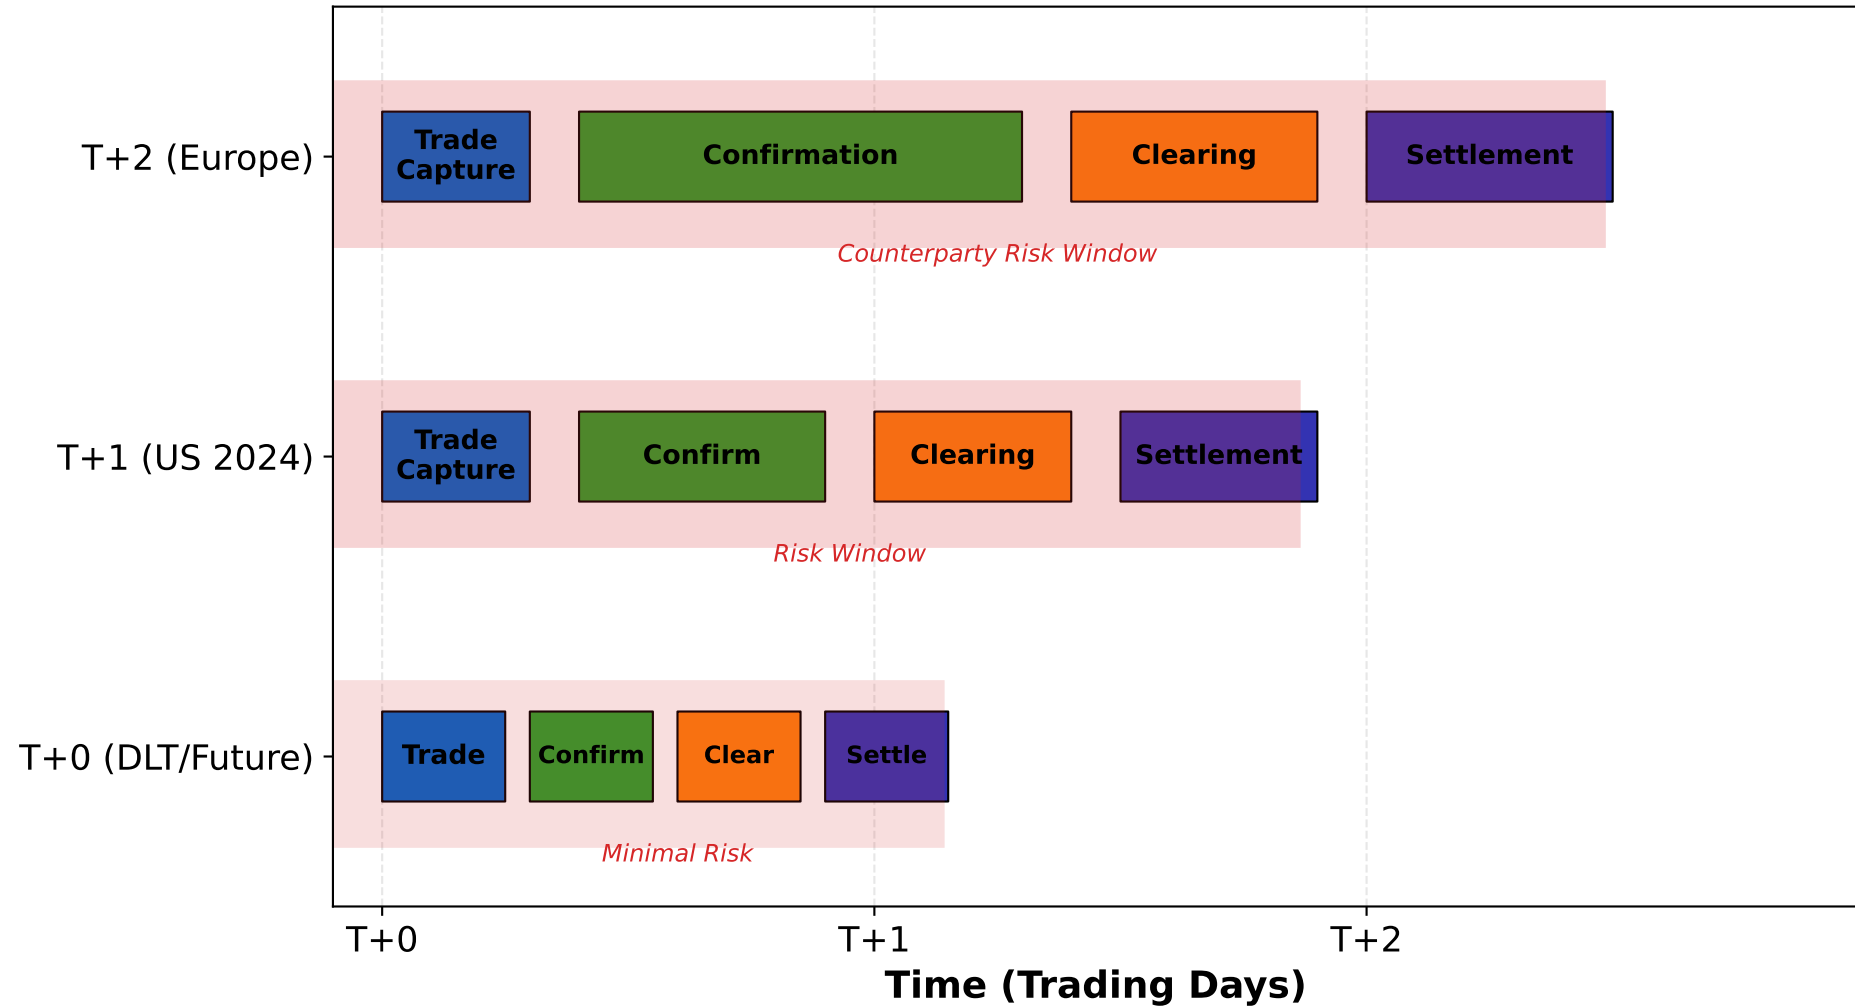 T+2 (Europe)
Trade
Capture
Confirmation
Clearing
Settlement
Counterparty Risk Window
T+1 (US 2024)
Trade
Capture
Confirm
Clearing
Settlement
Risk Window
T+0 (DLT/Future)
Trade
Confirm
Clear
Settle
Minimal Risk
T+0
T+1
T+2
Time (Trading Days)